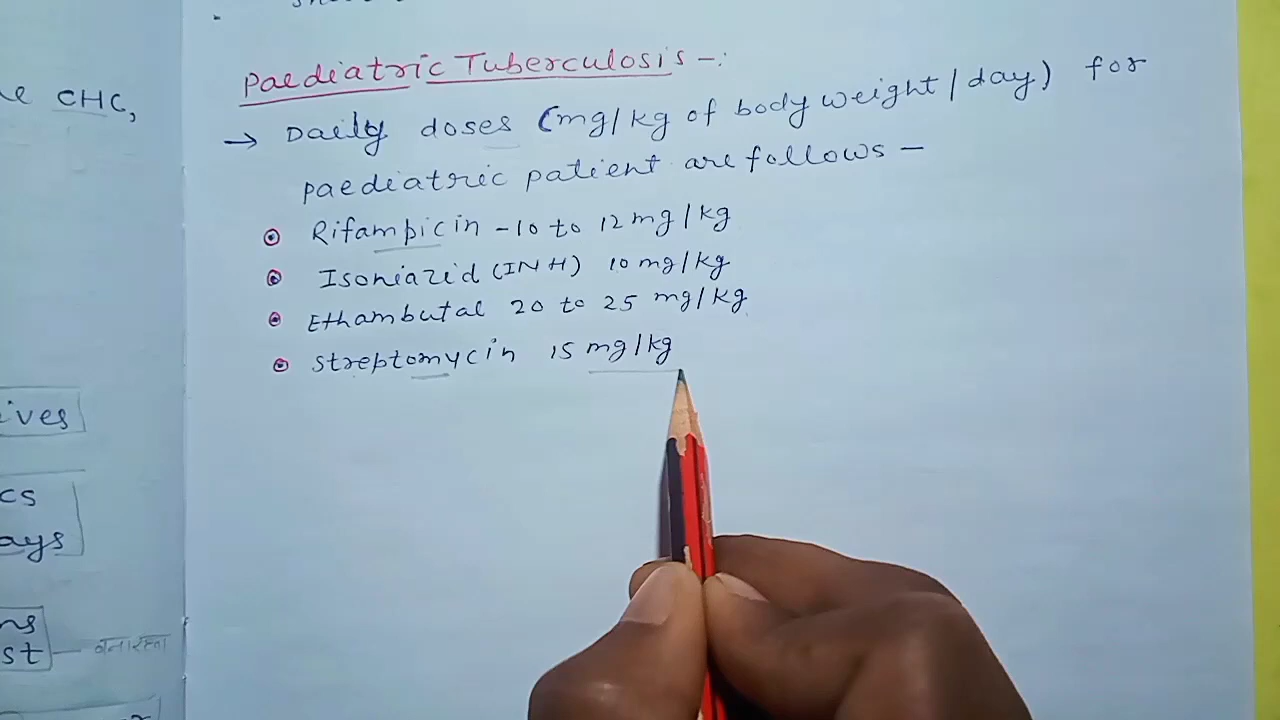 CHC,
ives
cs
ays
ns
st
Paediatric Tuberculosis -:
→ Daily doses (mg/kg of body weight/day) for
paediatric patient are follows -
Rifampicin - 10 to 12 mg/kg
Isoniazid (INH) 10 mg/kg
Ethambutal 20 to 25 mg/kg
Streptomycin 15 mg/kg